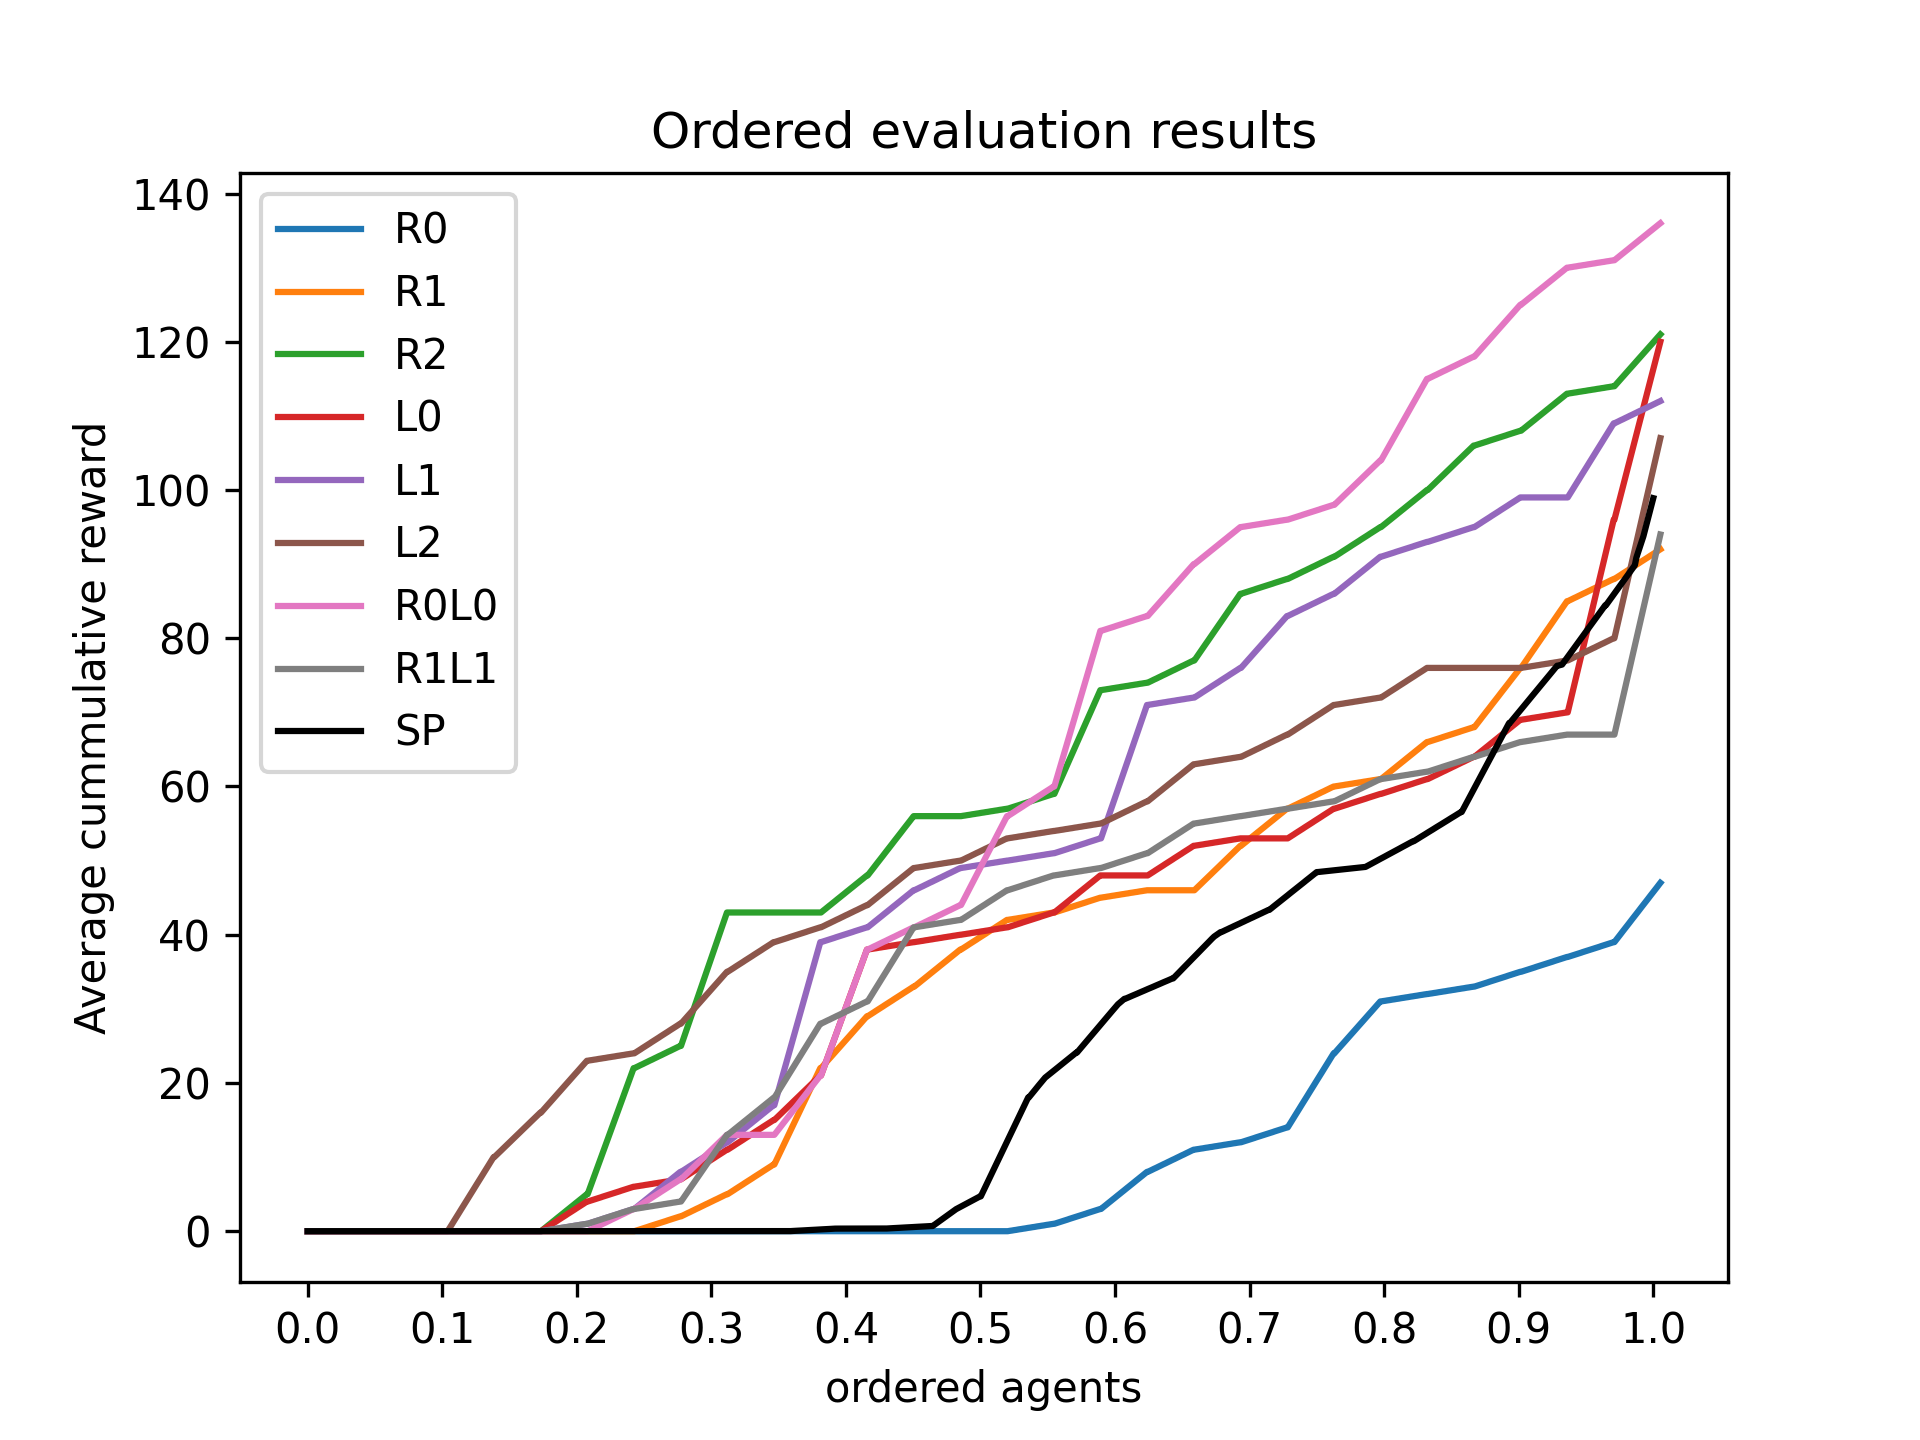 Ordered evaluation results
140
120
100
80
60
40
20
0
Average cummulative reward
R0
R1
R2
L0
L1
L2
R0L0
R1L1
SP
0.0 0.1 0.2 0.3 0.4 0.5 0.6 0.7 0.8 0.9 1.0
ordered agents